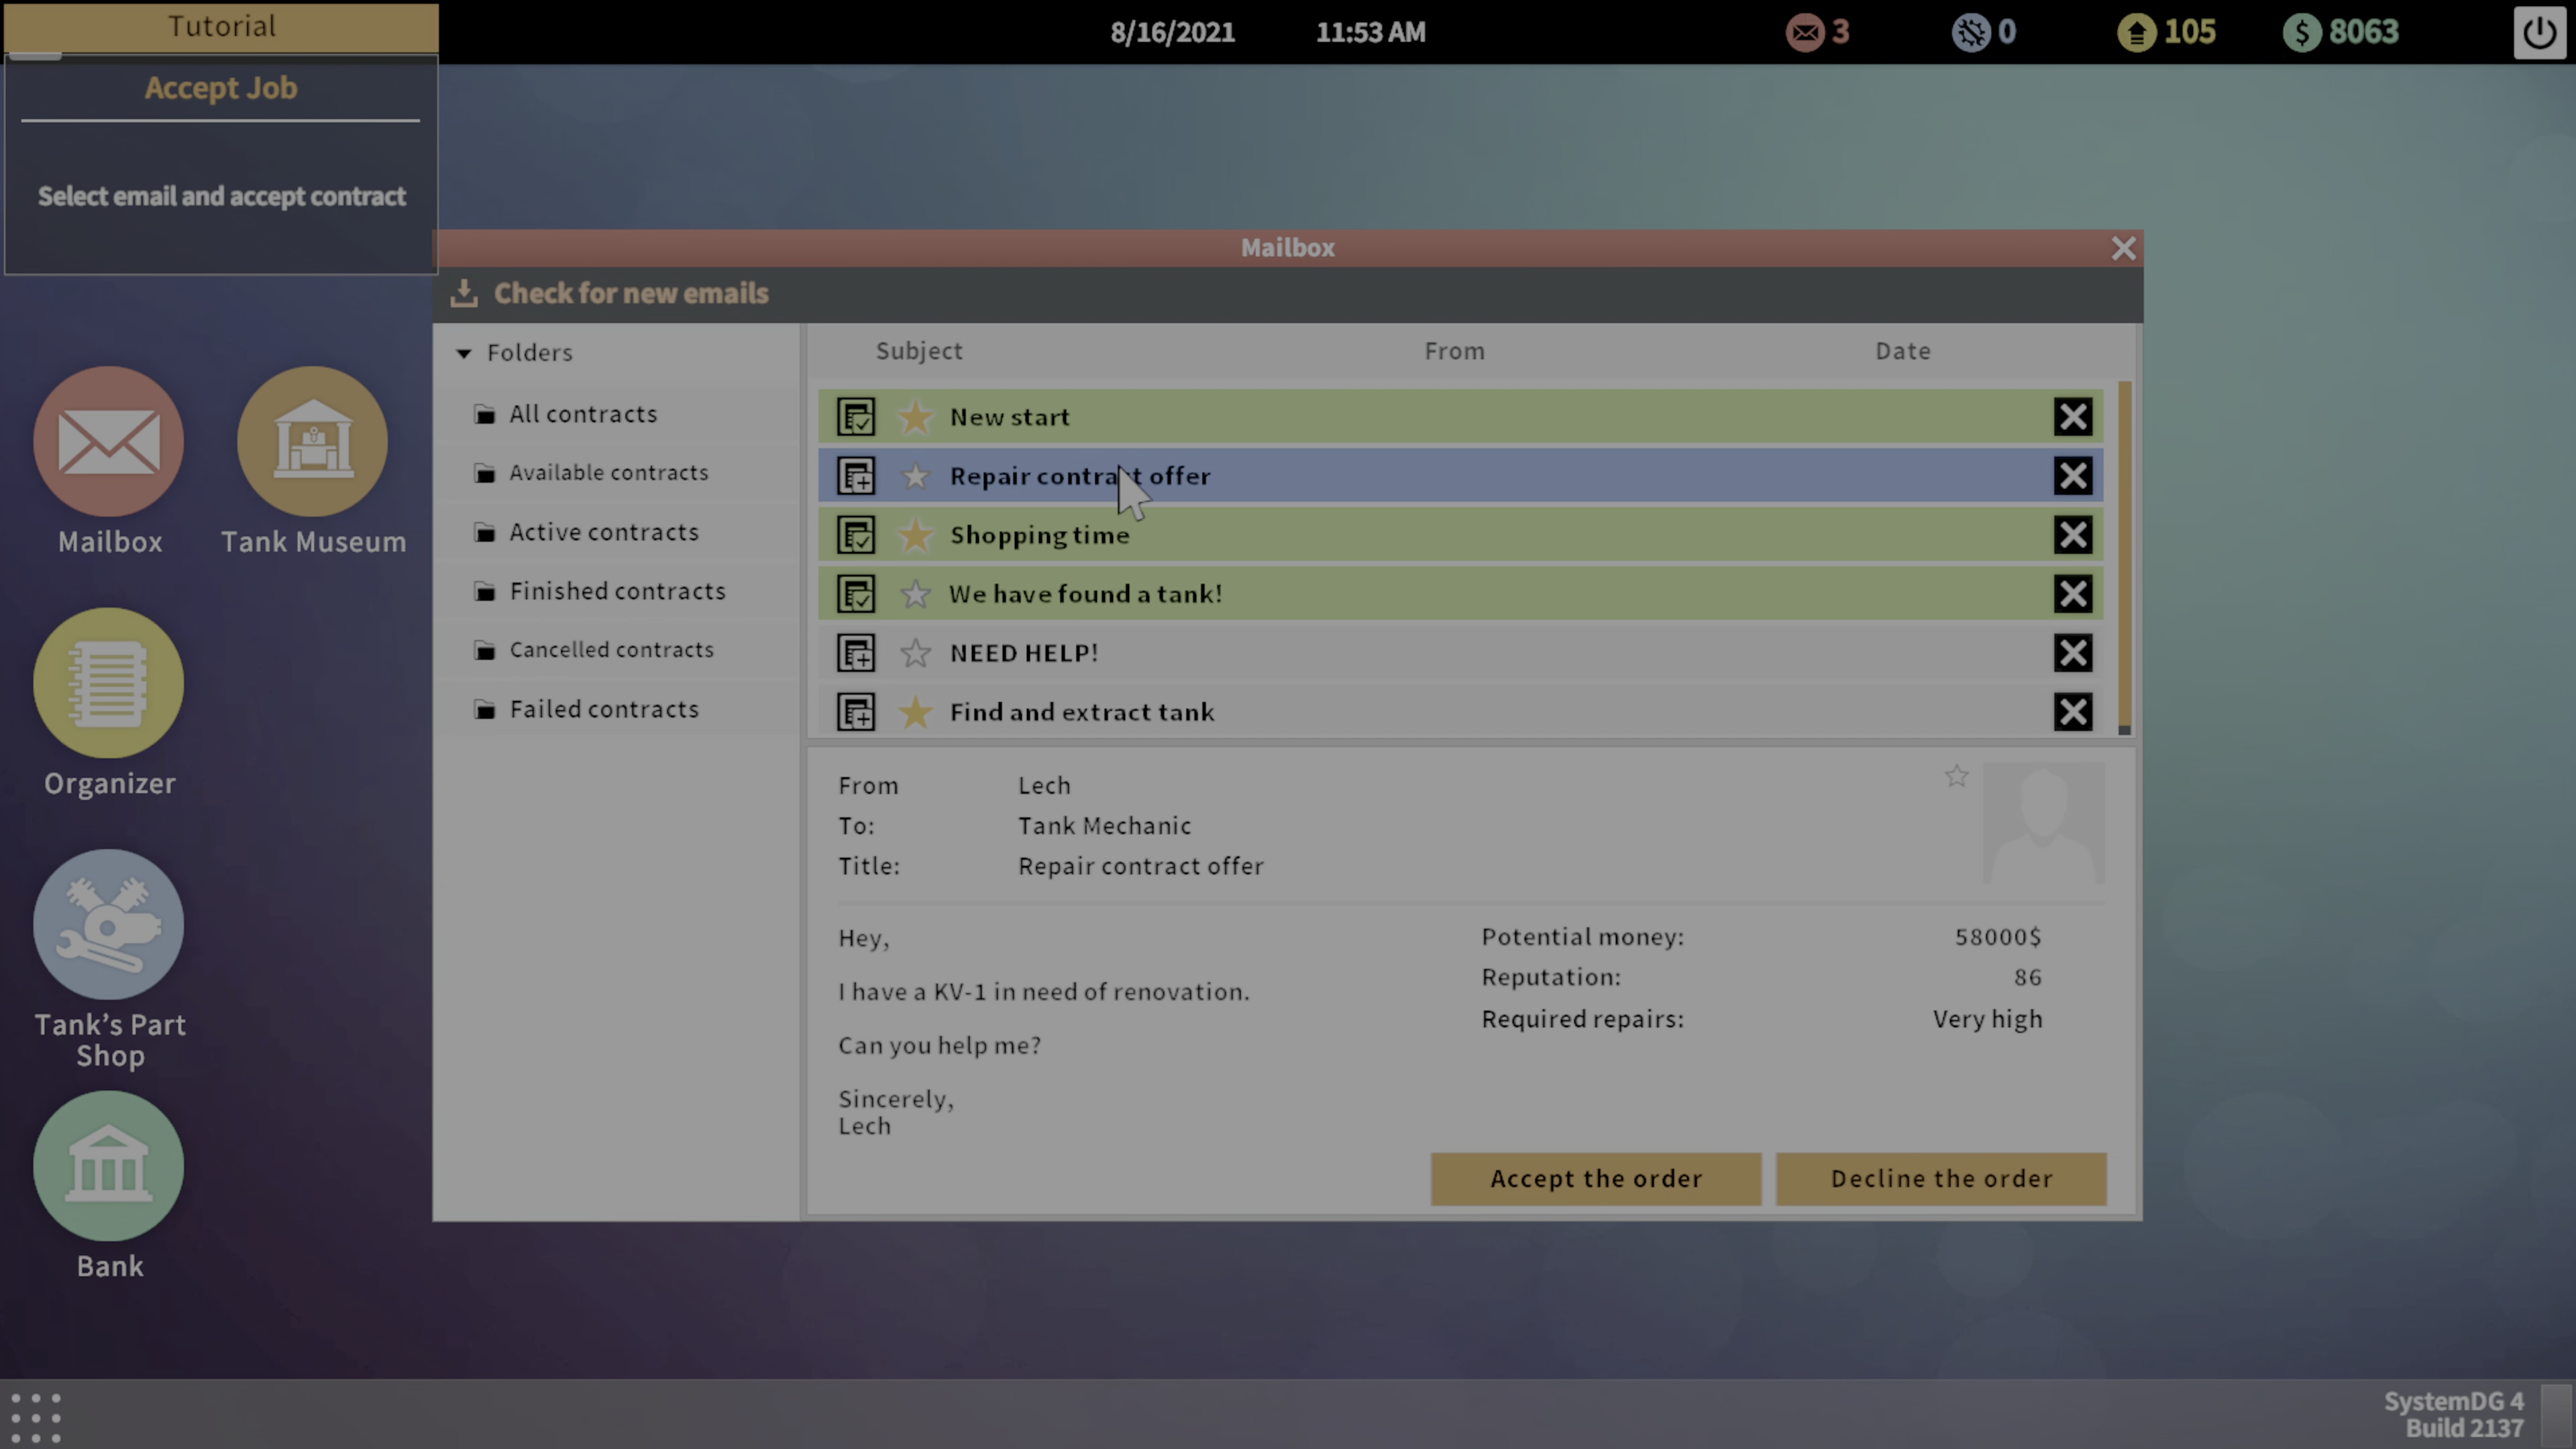 Tutorial
8/16/2021 11:53 AM 3 0 105 8063
Accept Job
Select email and accept contract
Mailbox
Check for new emails
Folders
All contracts
Available contracts
Active contracts
Finished contracts
Cancelled contracts
Failed contracts
Subject From Date
New start
Repair contract offer
Shopping time
We have found a tank!
NEED HELP!
Find and extract tank
From Lech
To: Tank Mechanic
Title: Repair contract offer
Hey,
I have a KV-1 in need of renovation.
Can you help me?
Sincerely,
Lech
Potential money: 58000$
Reputation: 86
Required repairs: Very high
Accept the order Decline the order
Mailbox
Tank Museum
Organizer
Tank's Part
Shop
Bank
SystemDG 4
Build 2137